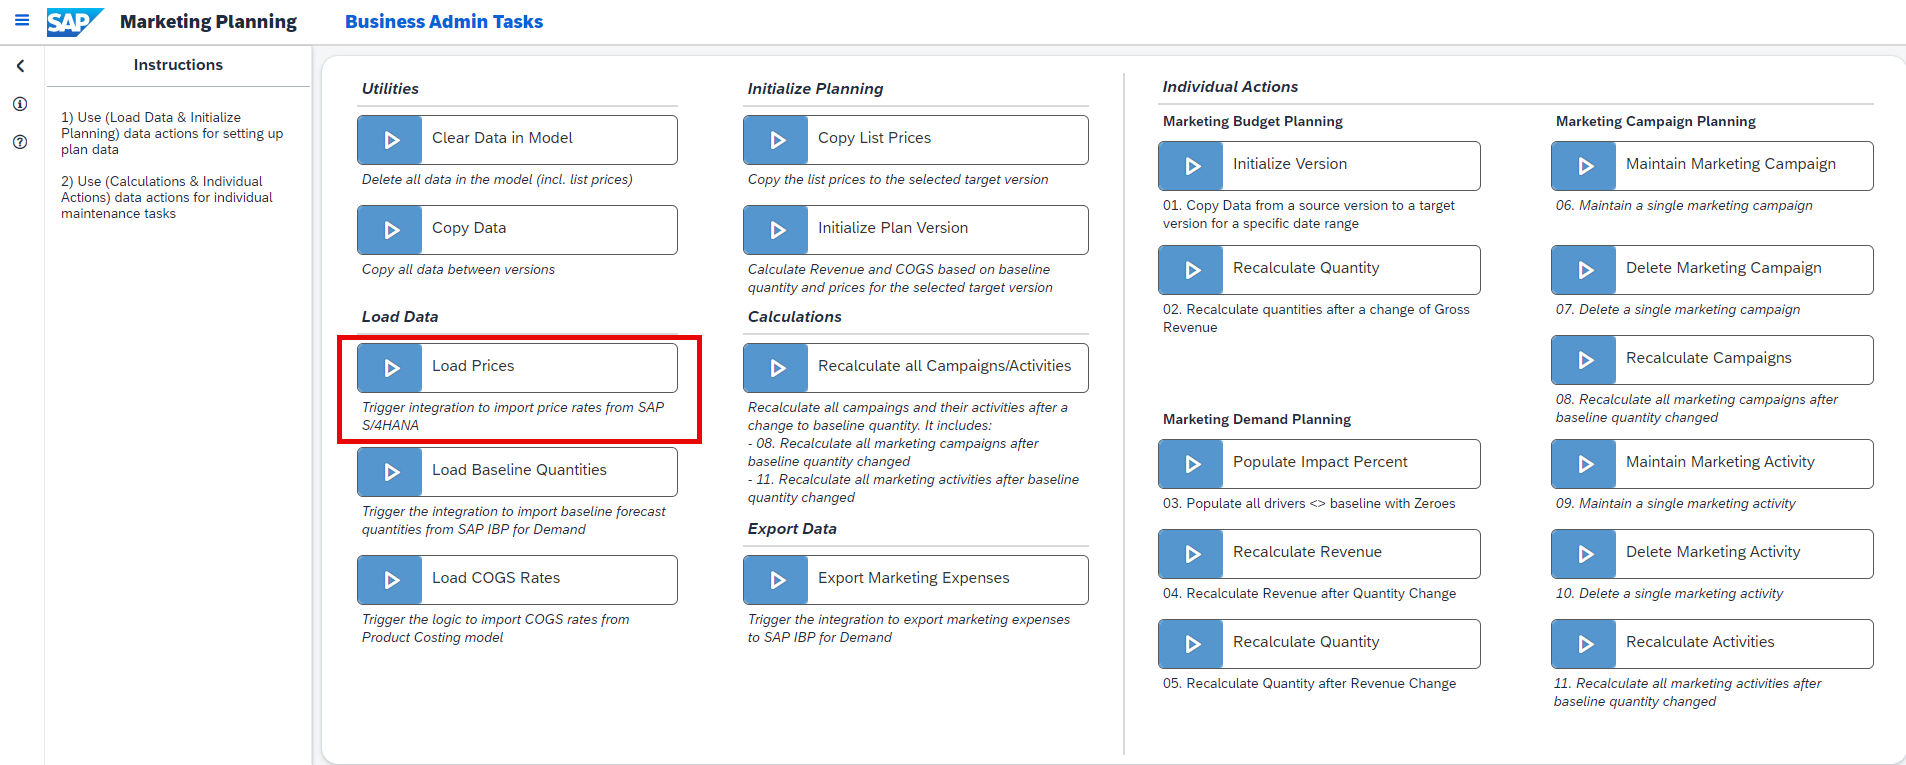 SAP Marketing Planning Business Admin Tasks
Instructions
1) Use (Load Data & Initialize
Planning) data actions for setting up
plan data
2) Use (Calculations & Individual
Actions) data actions for individual
maintenance tasks
Utilities
Clear Data in Model
Delete all data in the model (incl. list prices)
Copy Data
Copy all data between versions
Load Data
Load Prices
Trigger integration to import price rates from SAP
S/4HANA
Load Baseline Quantities
Trigger the integration to import baseline forecast
quantities from SAP IBP for Demand
Load COGS Rates
Trigger the logic to import COGS rates from
Product Costing model
Initialize Planning
Copy List Prices
Copy the list prices to the selected target version
Initialize Plan Version
Calculate Revenue and COGS based on baseline
quantity and prices for the selected target version
Calculations
Recalculate all Campaigns/Activities
Recalculate all campaings and their activities after a
change to baseline quantity. It includes:
- 08. Recalculate all marketing campaigns after
baseline quantity changed
- 11. Recalculate all marketing activities after baseline
quantity changed
Export Data
Export Marketing Expenses
Trigger the integration to export marketing expenses
to SAP IBP for Demand
Individual Actions
Marketing Budget Planning
Initialize Version
01. Copy Data from a source version to a target
version for a specific date range
Recalculate Quantity
02. Recalculate quantities after a change of Gross
Revenue
Marketing Demand Planning
Populate Impact Percent
03. Populate all drivers <> baseline with Zeroes
Recalculate Revenue
04. Recalculate Revenue after Quantity Change
Recalculate Quantity
05. Recalculate Quantity after Revenue Change
Marketing Campaign Planning
Maintain Marketing Campaign
06. Maintain a single marketing campaign
Delete Marketing Campaign
07. Delete a single marketing campaign
Recalculate Campaigns
08. Recalculate all marketing campaigns after
baseline quantity changed
Maintain Marketing Activity
09. Maintain a single marketing activity
Delete Marketing Activity
10. Delete a single marketing activity
Recalculate Activities
11. Recalculate all marketing activities after
baseline quantity changed